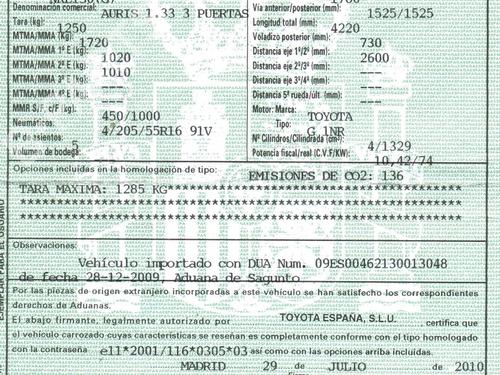 Denominación comercial: AURIS 1.33 3 PUERTAS
Tara (kg): 1250
MTMA/MMA (kg): 1720
MTMA/MMA 1º E (kg): 1020
MTMA/MMA 2º E (kg): 1010
MTMA/MMA 3º E (kg): ---
MTMA/MMA 4º E (kg): ---
MMR S/F, c/F (kg): 450/1000
Neumáticos: 4/205/55R16 91V
Nº de asientos: 5
Volumen de bodega:
Vía anterior/posterior (mm): 1525/1525
Longitud total (mm): 4220
Voladizo posterior (mm): 730
Distancia eje 1º/2º (mm): 2600
Distancia eje 2º/3º (mm): ---
Distancia eje 3º/4º (mm): ---
Distancia 5ª rueda/últ. (mm): ---
Motor: Marca: TOYOTA
Tipo: G 1NR
Nº Cilindros/Cilindrada (cm³): 4/1329
Potencia fiscal/real (C.V.F/KW): 10,42/74
Opciones incluidas en la homologación de tipo: EMISIONES DE CO2: 136
TARA MAXIMA: 1285 KG***********************************
*****************************************************
*****************************************************
Observaciones:
Vehículo importado con DUA Num. 09ES00462130013048
de fecha 28-12-2009, Aduana de Sagunto
Por las piezas de origen extranjero incorporadas a este vehículo se han satisfecho los correspondientes
derechos de Aduanas.
El abajo firmante, legalmente autorizado por TOYOTA ESPAÑA, S.L.U. , certifica que
el vehículo carrozado cuyas características se reseñan es completamente conforme con el tipo homologado
con la contraseña e11*2001/116*0305*03 así como con las opciones arriba incluidas.
MADRID 29 de JULIO de 2010
EJEMPLAR PARA EL USUARIO